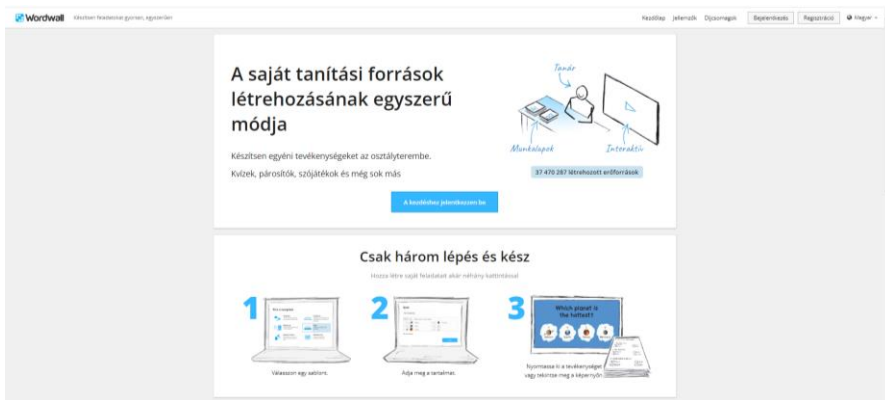 Wordwall Készítsen feladatokat gyorsan, egyszerűen
Kezdőlap Jellemzők Díjcsomagok Bejelentkezés Regisztráció Magyar
A saját tanítási források
létrehozásának egyszerű
módja
Készítsen egyéni tevékenységeket az osztályterembe.
Kvízek, párosítók, szójátékok és még sok más
A kezdéshez jelentkezzen be
Tanár
Munkalapok
Interaktív
37 470 287 létrehozott erőforrások
Csak három lépés és kész
Hozza létre saját feladatait akár néhány kattintással
1
2
3
Which planet is
the hottest?
Válasszon egy sablont.
Adja meg a tartalmat.
Nyomtassa ki a tevékenységet
vagy tekintse meg a képernyőn.